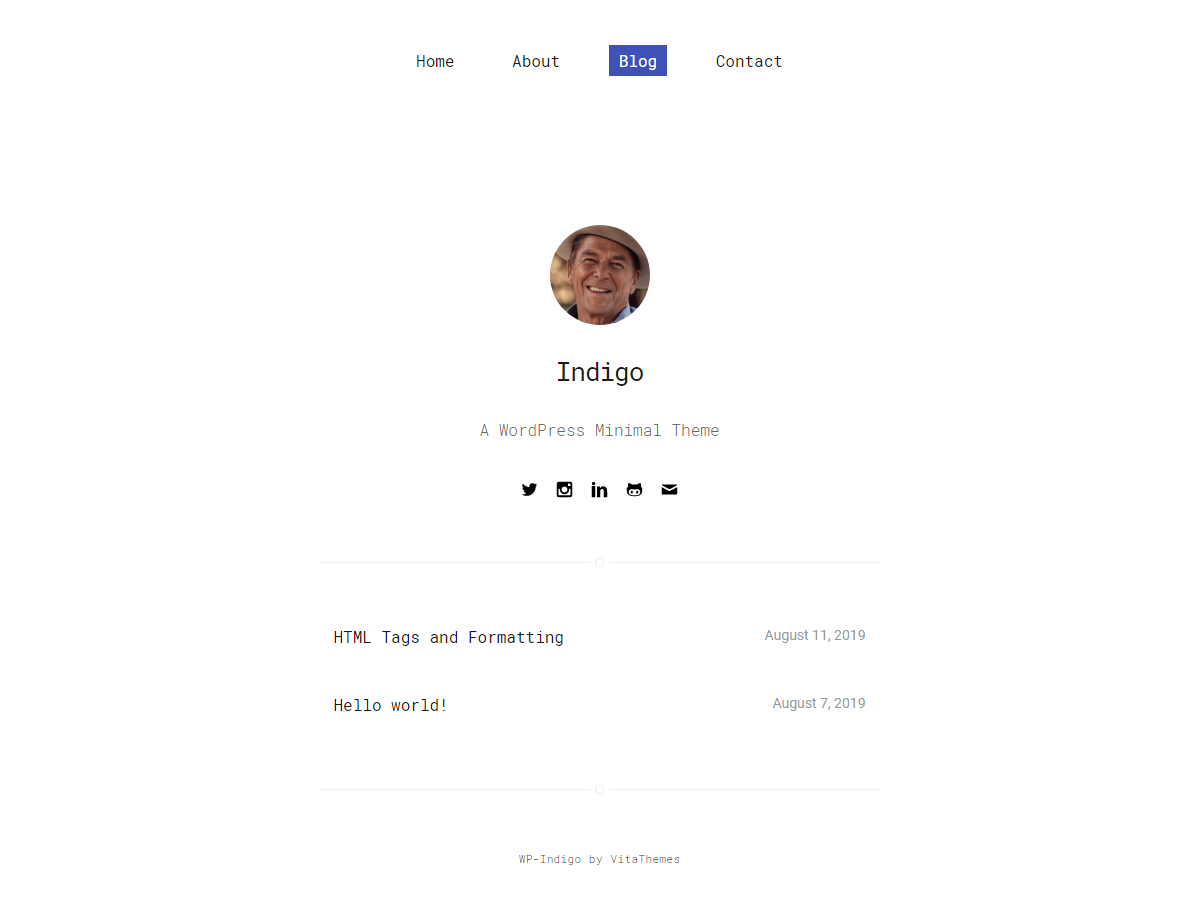 Home About Blog Contact
Indigo
A WordPress Minimal Theme
HTML Tags and Formatting August 11, 2019
Hello world! August 7, 2019
WP-Indigo by VitaThemes